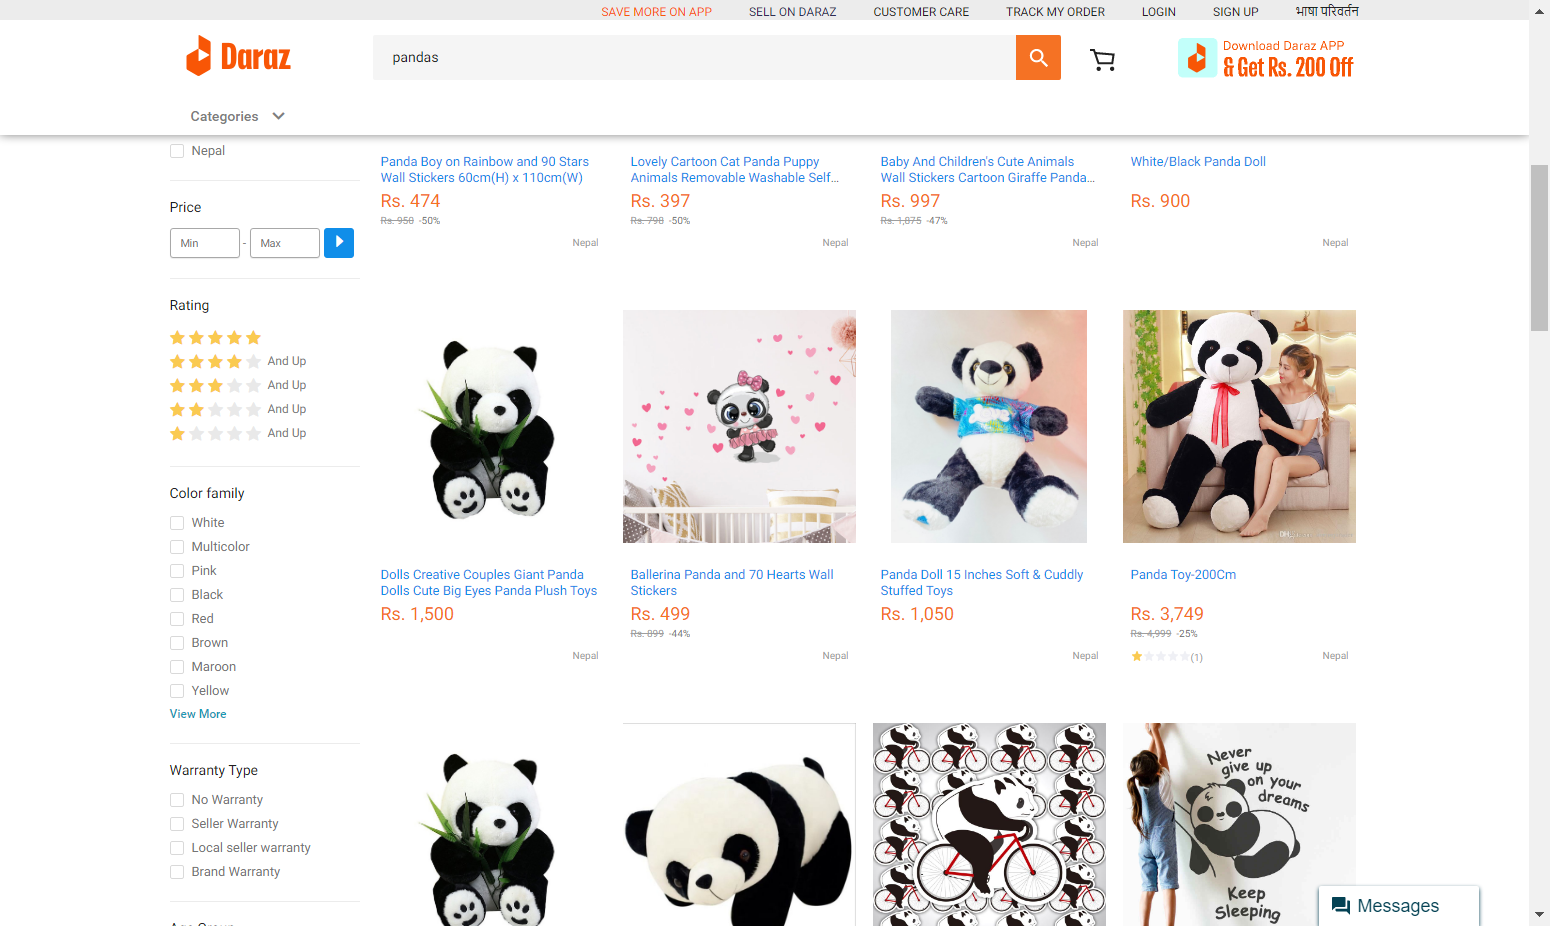 SAVE MORE ON APP
SELL ON DARAZ
CUSTOMER CARE
TRACK MY ORDER
LOGIN
SIGN UP
भाषा परिवर्तन
Daraz
pandas
Download Daraz APP
& Get Rs. 200 Off
Categories
Nepal
Price
Min
-
Max
Rating
And Up
And Up
And Up
And Up
Color family
White
Multicolor
Pink
Black
Red
Brown
Maroon
Yellow
View More
Warranty Type
No Warranty
Seller Warranty
Local seller warranty
Brand Warranty
Panda Boy on Rainbow and 90 Stars
Wall Stickers 60cm(H) x 110cm(W)
Rs. 474
Rs. 950 -50%
Nepal
Lovely Cartoon Cat Panda Puppy
Animals Removable Washable Self...
Rs. 397
Rs. 798 -50%
Nepal
Baby And Children's Cute Animals
Wall Stickers Cartoon Giraffe Panda...
Rs. 997
Rs. 1,875 -47%
Nepal
White/Black Panda Doll
Rs. 900
Nepal
Dolls Creative Couples Giant Panda
Dolls Cute Big Eyes Panda Plush Toys
Rs. 1,500
Nepal
Ballerina Panda and 70 Hearts Wall
Stickers
Rs. 499
Rs. 899 -44%
Nepal
Panda Doll 15 Inches Soft & Cuddly
Stuffed Toys
Rs. 1,050
Nepal
Panda Toy-200Cm
Rs. 3,749
Rs. 4,999 -25%
(1)
Nepal
Never
give up
on your
dreams
Keep
Sleeping
Messages